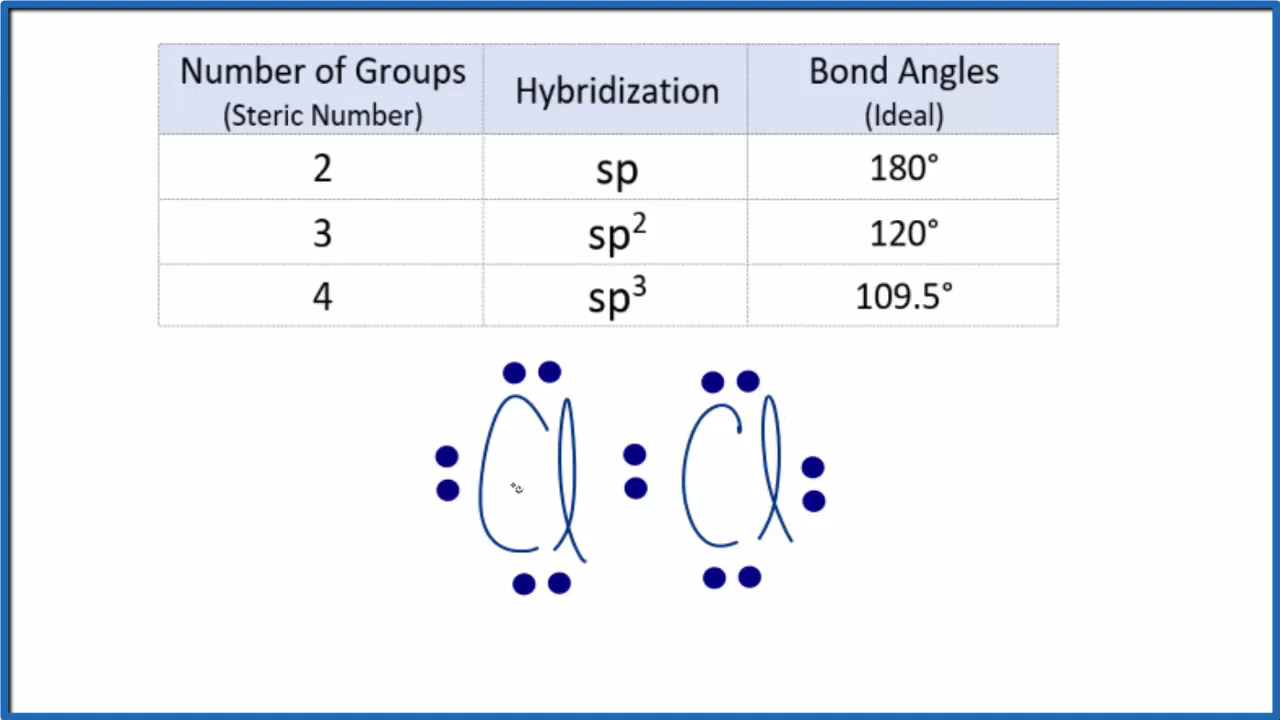 Number of Groups Hybridization Bond Angles
(Steric Number) (Ideal)
2 sp 180°
3 sp² 120°
4 sp³ 109.5°
Cl : Cl